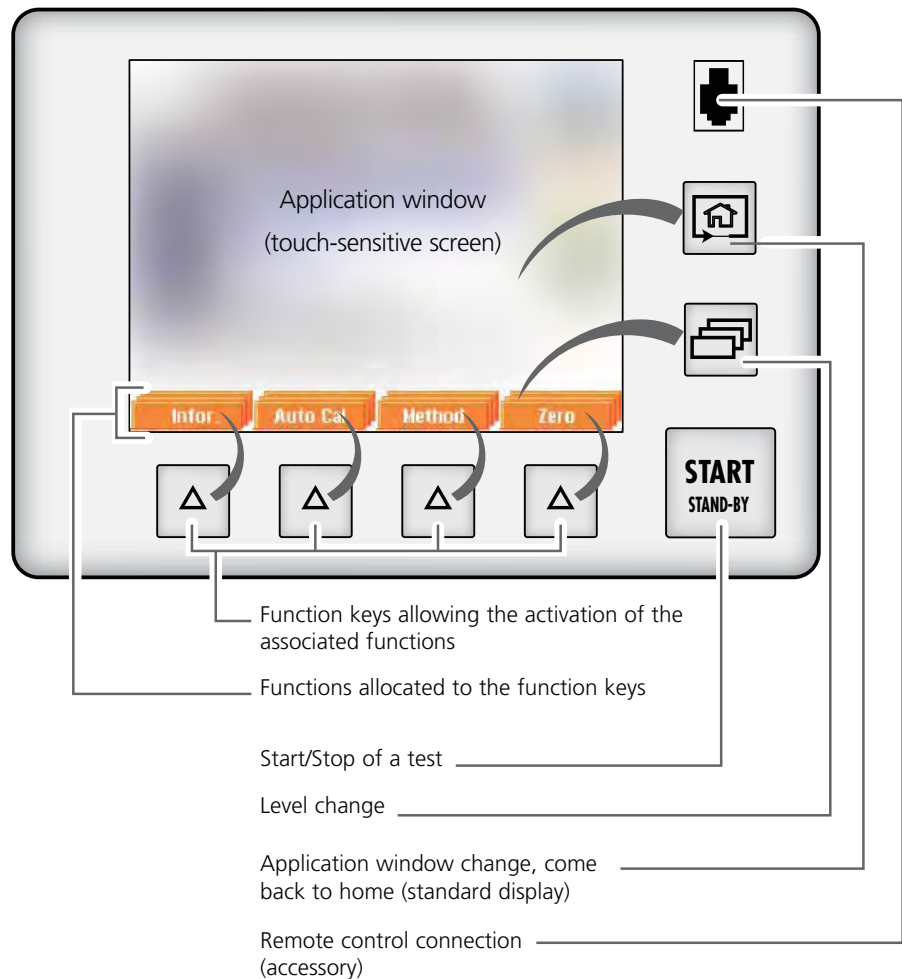 Application window
(touch-sensitive screen)
Infor.
Auto Cal
Method
Zero
START
STAND-BY
Function keys allowing the activation of the
associated functions
Functions allocated to the function keys
Start/Stop of a test
Level change
Application window change, come
back to home (standard display)
Remote control connection
(accessory)